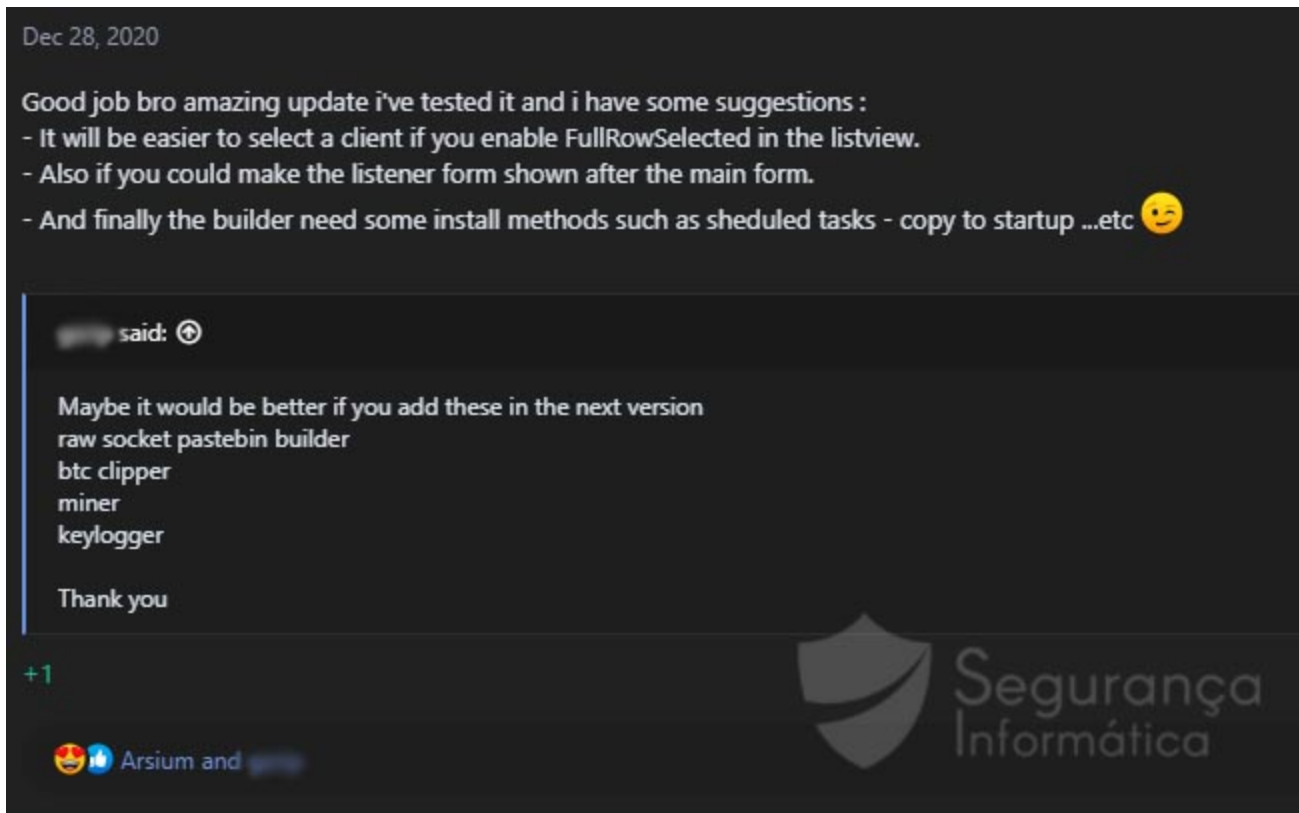 Dec 28, 2020
Good job bro amazing update i've tested it and i have some suggestions :
- It will be easier to select a client if you enable FullRowSelected in the listview.
- Also if you could make the listener form shown after the main form.
- And finally the builder need some install methods such as sheduled tasks - copy to startup ...etc
said:
Maybe it would be better if you add these in the next version
raw socket pastebin builder
btc clipper
miner
keylogger
Thank you
+1
Arsium and
Segurança
Informática